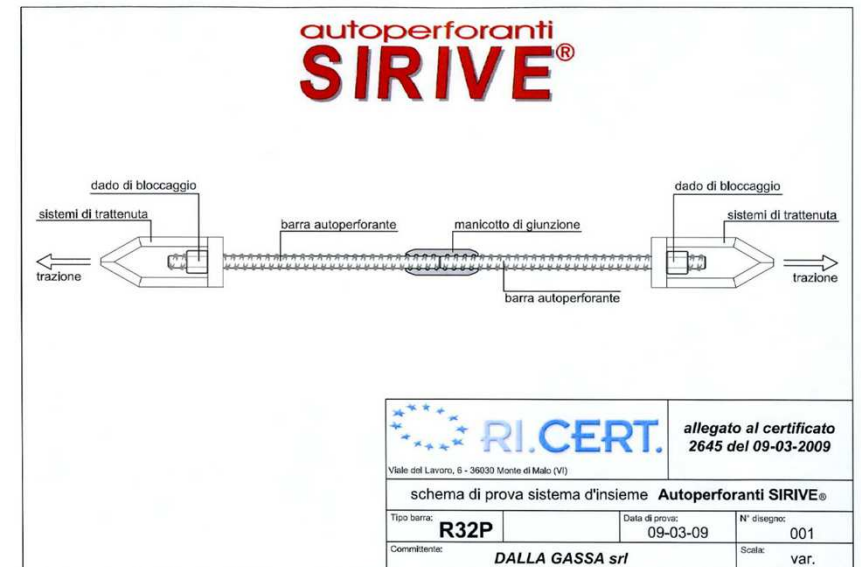 autoperforanti
SIRIVE®
dado di bloccaggio
dado di bloccaggio
sistemi di trattenuta
barra autoperforante
manicotto di giunzione
sistemi di trattenuta
trazione
trazione
barra autoperforante
RI.CERT.
allegato al certificato
2645 del 09-03-2009
Viale del Lavoro, 6 - 36030 Monte di Malo (VI)
schema di prova sistema d'insieme Autoperforanti SIRIVE®
Tipo barra:
R32P
Data di prova:
09-03-09
N° disegno:
001
Committente:
DALLA GASSA srl
Scala:
var.